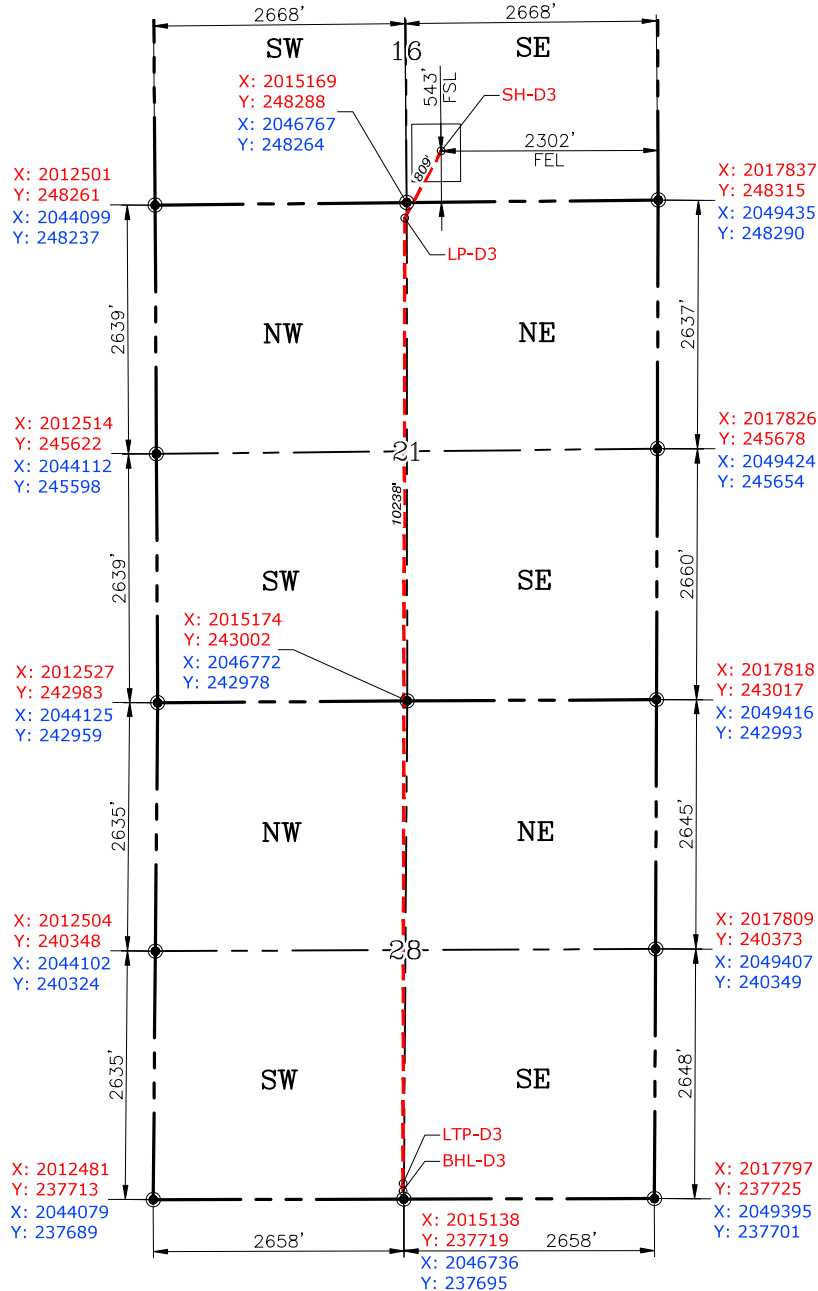 2668'
2668'
SW
16
SE
X: 2015169
Y: 248288
X: 2046767
Y: 248264
543'
FSL
SH-D3
2302'
FEL
'809'
X: 2012501
Y: 248261
X: 2044099
Y: 248237
X: 2017837
Y: 248315
X: 2049435
Y: 248290
LP-D3
2639'
NW
NE
2637'
X: 2012514
Y: 245622
X: 2044112
Y: 245598
21
X: 2017826
Y: 245678
X: 2049424
Y: 245654
10238'
2639'
SW
SE
2660'
X: 2015174
Y: 243002
X: 2046772
Y: 242978
X: 2012527
Y: 242983
X: 2044125
Y: 242959
X: 2017818
Y: 243017
X: 2049416
Y: 242993
2635'
NW
NE
2645'
X: 2012504
Y: 240348
X: 2044102
Y: 240324
28
X: 2017809
Y: 240373
X: 2049407
Y: 240349
2635'
SW
SE
2648'
LTP-D3
BHL-D3
X: 2012481
Y: 237713
X: 2044079
Y: 237689
X: 2017797
Y: 237725
X: 2049395
Y: 237701
2658'
X: 2015138
Y: 237719
X: 2046736
Y: 237695
2658'